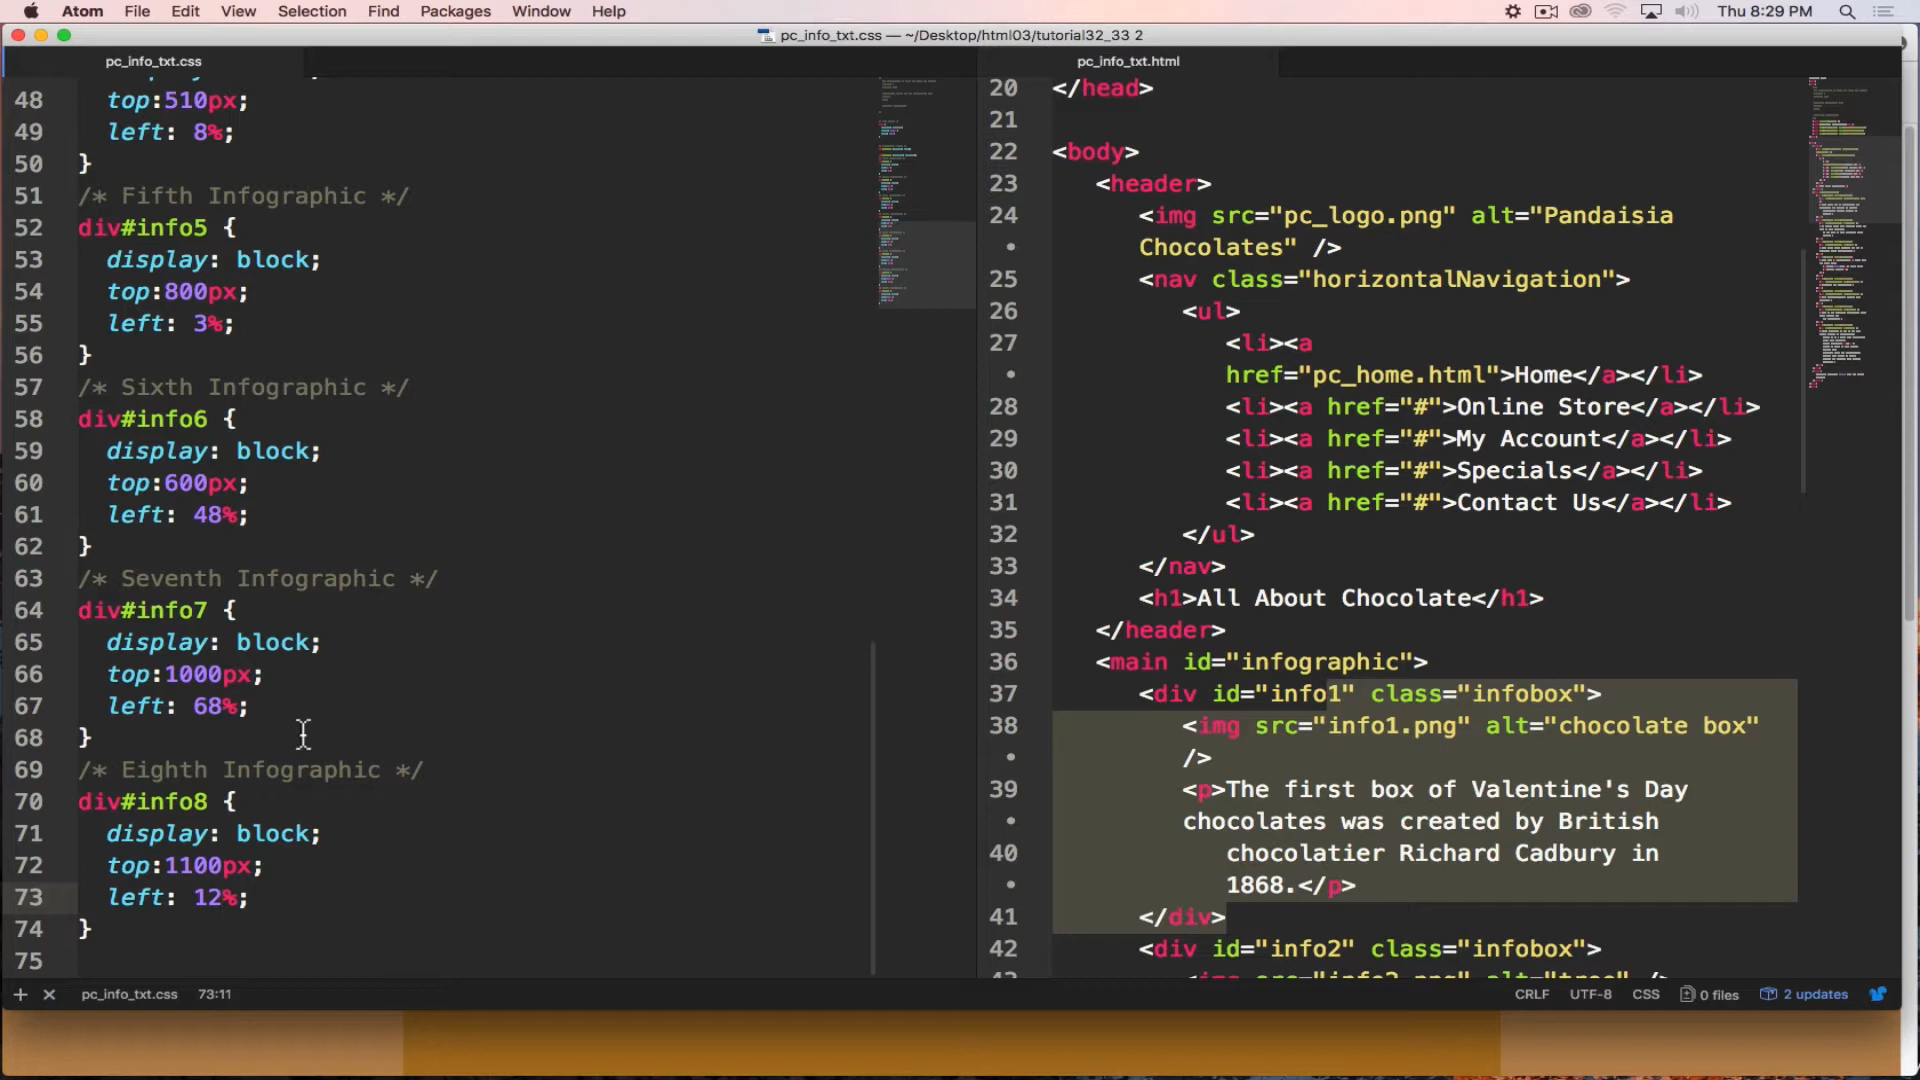 Atom File Edit View Selection Find Packages Window Help Thu 8:29 PM
pc_info_txt.css — ~/Desktop/html03/tutorial32_33 2
pc_info_txt.css
48 top:510px;
49 left: 8%;
50 }
51 /* Fifth Infographic */
52 div#info5 {
53 display: block;
54 top:800px;
55 left: 3%;
56 }
57 /* Sixth Infographic */
58 div#info6 {
59 display: block;
60 top:600px;
61 left: 48%;
62 }
63 /* Seventh Infographic */
64 div#info7 {
65 display: block;
66 top:1000px;
67 left: 68%;
68 }
69 /* Eighth Infographic */
70 div#info8 {
71 display: block;
72 top:1100px;
73 left: 12%;
74 }
75
pc_info_txt.html
20 </head>
21
22 <body>
23 <header>
24 <img src="pc_logo.png" alt="Pandaisia
• Chocolates" />
25 <nav class="horizontalNavigation">
26 <ul>
27 <li><a
• href="pc_home.html">Home</a></li>
28 <li><a href="#">Online Store</a></li>
29 <li><a href="#">My Account</a></li>
30 <li><a href="#">Specials</a></li>
31 <li><a href="#">Contact Us</a></li>
32 </ul>
33 </nav>
34 <h1>All About Chocolate</h1>
35 </header>
36 <main id="infographic">
37 <div id="info1" class="infobox">
38 <img src="info1.png" alt="chocolate box"
• />
39 <p>The first box of Valentine's Day
• chocolates was created by British
40 chocolatier Richard Cadbury in
• 1868.</p>
41 </div>
42 <div id="info2" class="infobox">
+ × pc_info_txt.css 73:11 CRLF UTF-8 CSS 0 files 2 updates